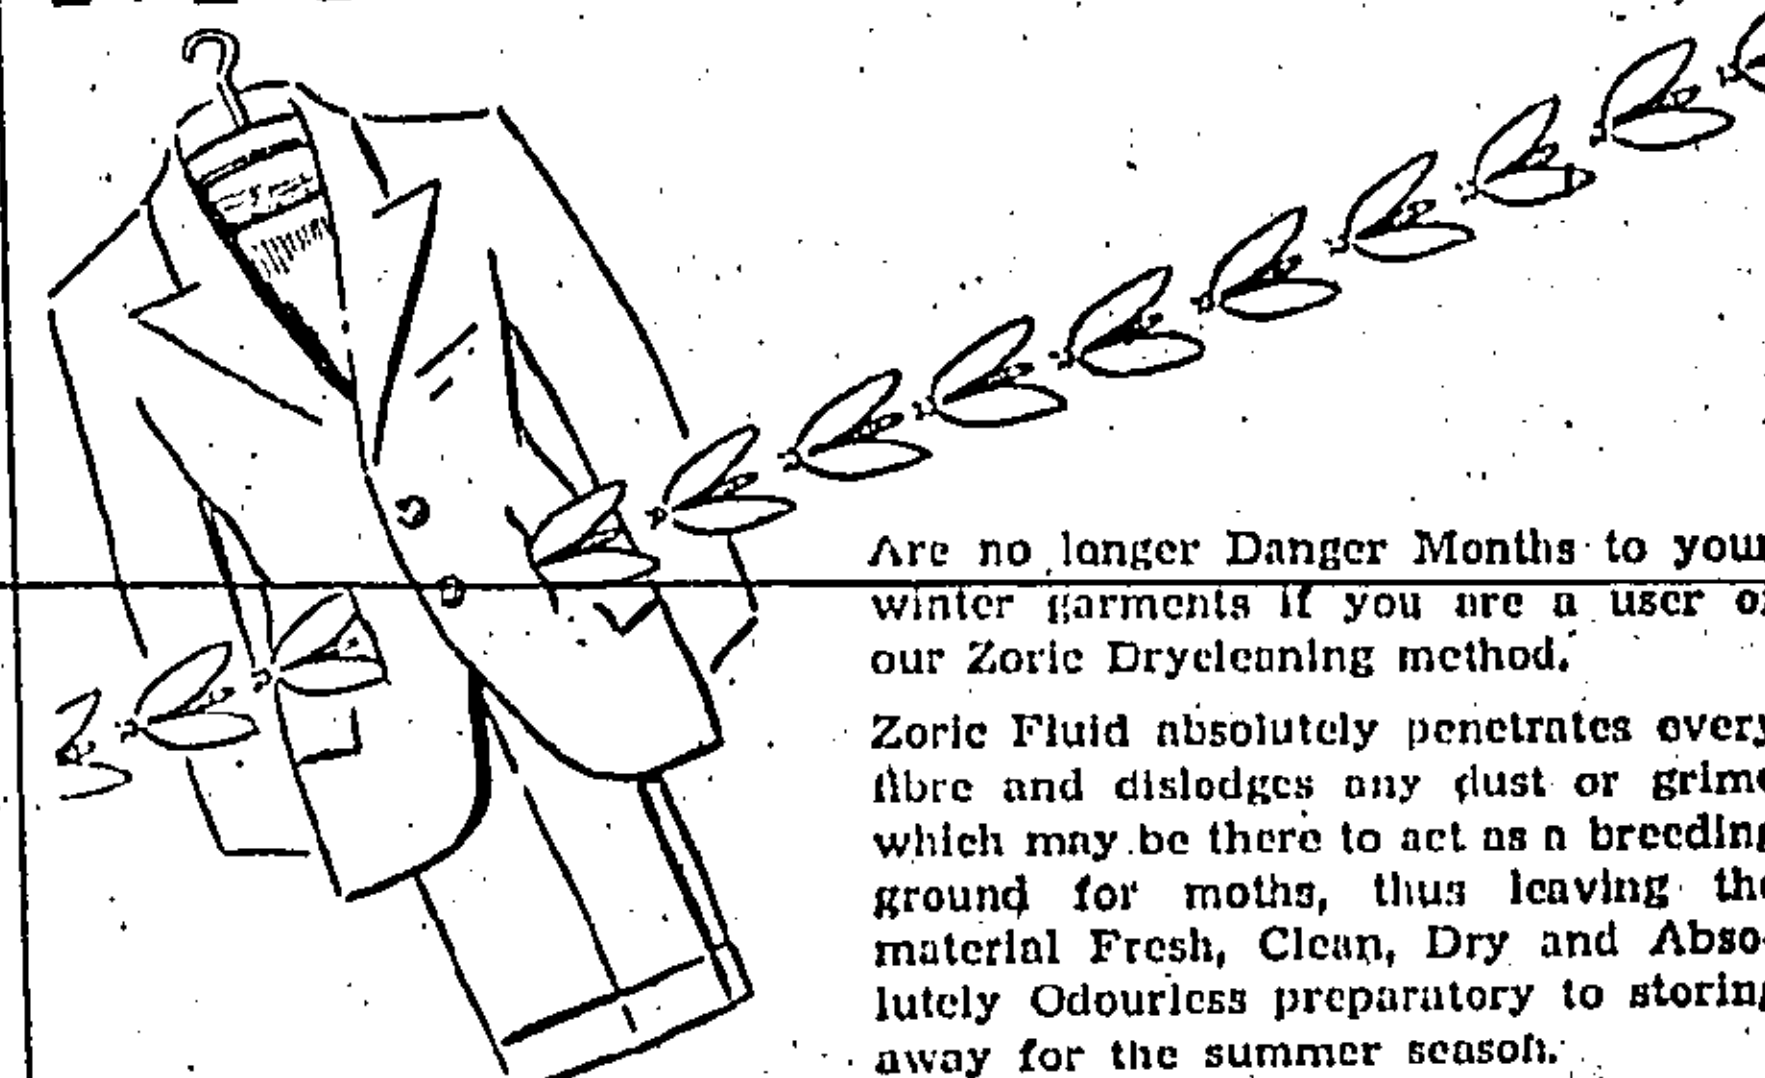 Are no longer Danger Months to your
winter garments if you are a user of
our Zoric Drycleaning method.
Zoric Fluid absolutely penetrates every
fibre and dislodges any dust or grime
which may be there to act as a breeding
ground for moths, thus leaving the
material Fresh, Clean, Dry and Abso-
lutely Odourless preparatory to storing
away for the summer season.